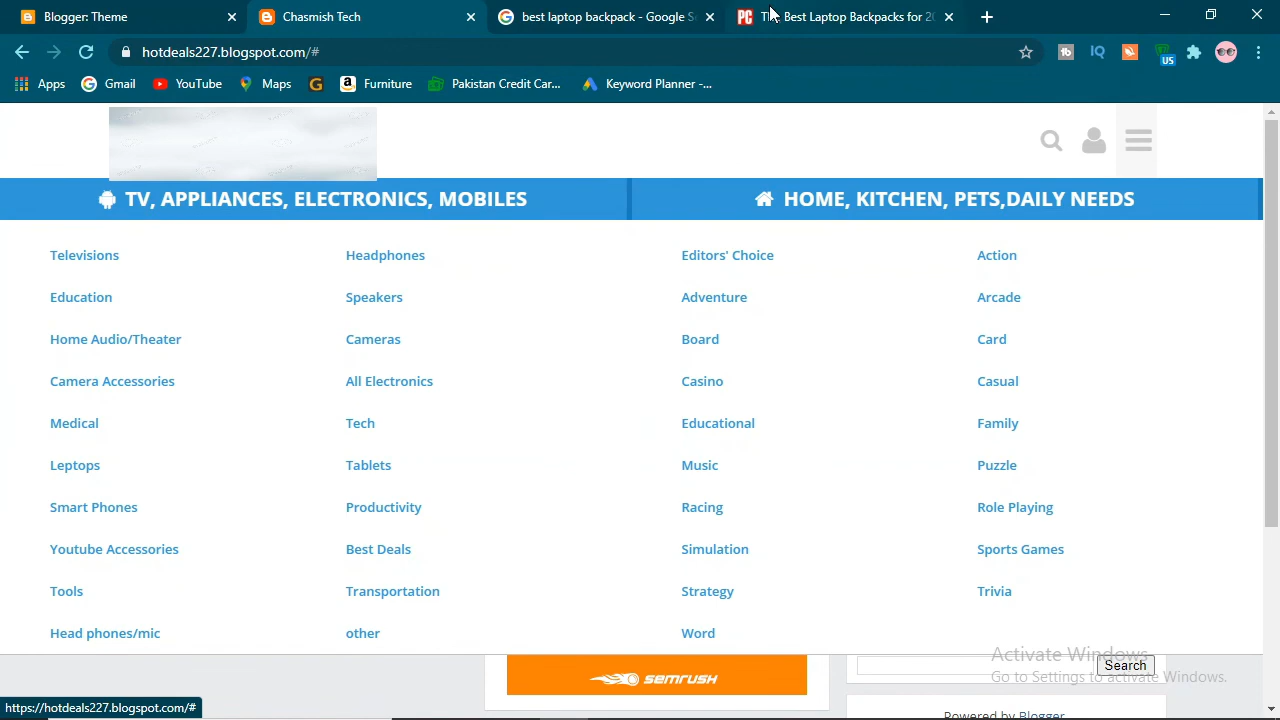 Blogger: Theme
Chasmish Tech
best laptop backpack - Google S
PC Th Best Laptop Backpacks for 20
hotdeals227.blogspot.com/#
Apps Gmail YouTube Maps Furniture Pakistan Credit Car... Keyword Planner -...
US
TV, APPLIANCES, ELECTRONICS, MOBILES
HOME, KITCHEN, PETS,DAILY NEEDS
Televisions Headphones Editors' Choice Action
Education Speakers Adventure Arcade
Home Audio/Theater Cameras Board Card
Camera Accessories All Electronics Casino Casual
Medical Tech Educational Family
Leptops Tablets Music Puzzle
Smart Phones Productivity Racing Role Playing
Youtube Accessories Best Deals Simulation Sports Games
Tools Transportation Strategy Trivia
Head phones/mic other Word
semrush
Search
Activate Windows
Go to Settings to activate Windows.
Powered by Blogger
https://hotdeals227.blogspot.com/#